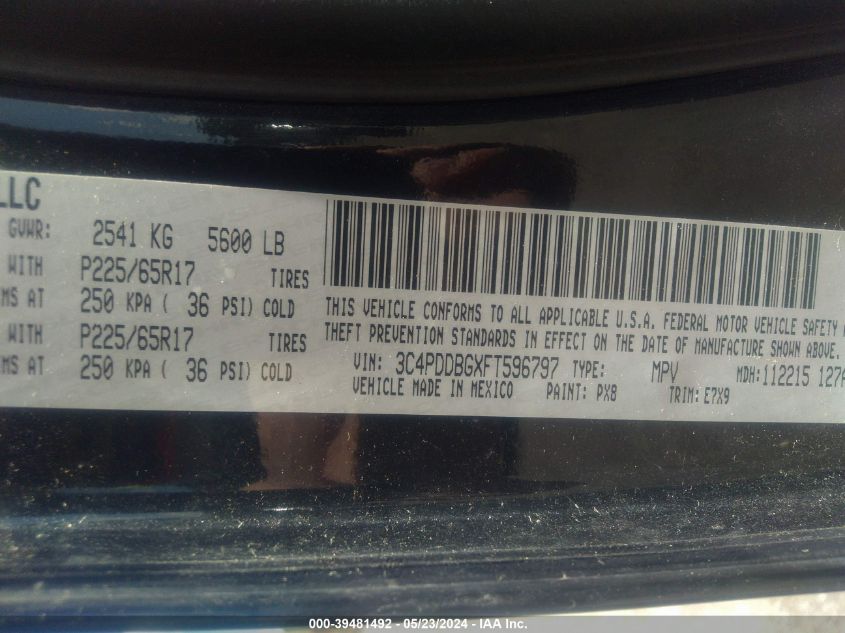 LLC
GVWR: 2541 KG 5600 LB
WITH P225/65R17 TIRES
MS AT 250 KPA ( 36 PSI) COLD
WITH P225/65R17 TIRES
MS AT 250 KPA ( 36 PSI) COLD
THIS VEHICLE CONFORMS TO ALL APPLICABLE U.S.A. FEDERAL MOTOR VEHICLE SAFETY
THEFT PREVENTION STANDARDS IN EFFECT ON THE DATE OF MANUFACTURE SHOWN ABOVE.
VIN: 3C4PDDBGXFT596797 TYPE: MPV MDH:112215 127
VEHICLE MADE IN MEXICO PAINT: PX8 TRIM: E7X9
000-39481492 - 05/23/2024 - IAA Inc.